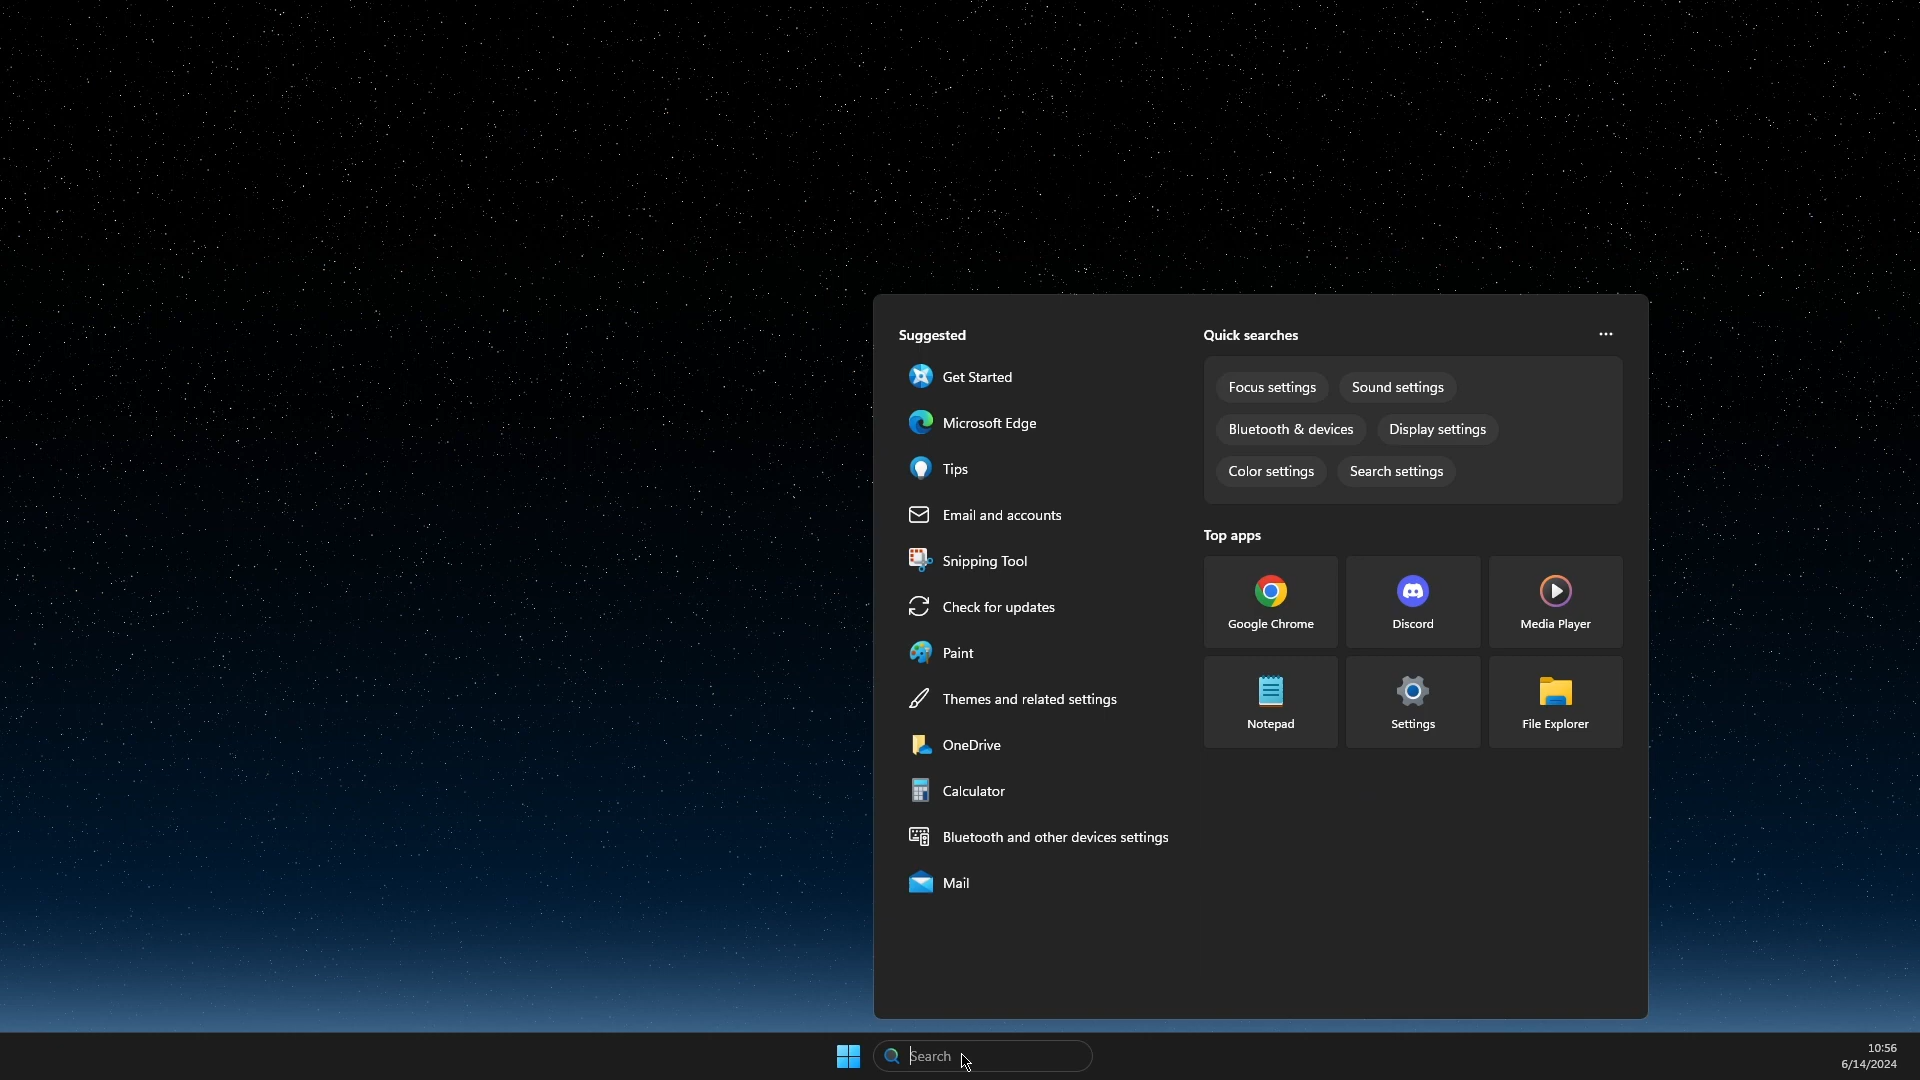 Suggested
Get Started
Microsoft Edge
Tips
Email and accounts
Snipping Tool
Check for updates
Paint
Themes and related settings
OneDrive
Calculator
Bluetooth and other devices settings
Mail
Quick searches
Focus settings
Sound settings
Bluetooth & devices
Display settings
Color settings
Search settings
Top apps
Google Chrome
Discord
Media Player
Notepad
Settings
File Explorer
Search
10:56
6/14/2024